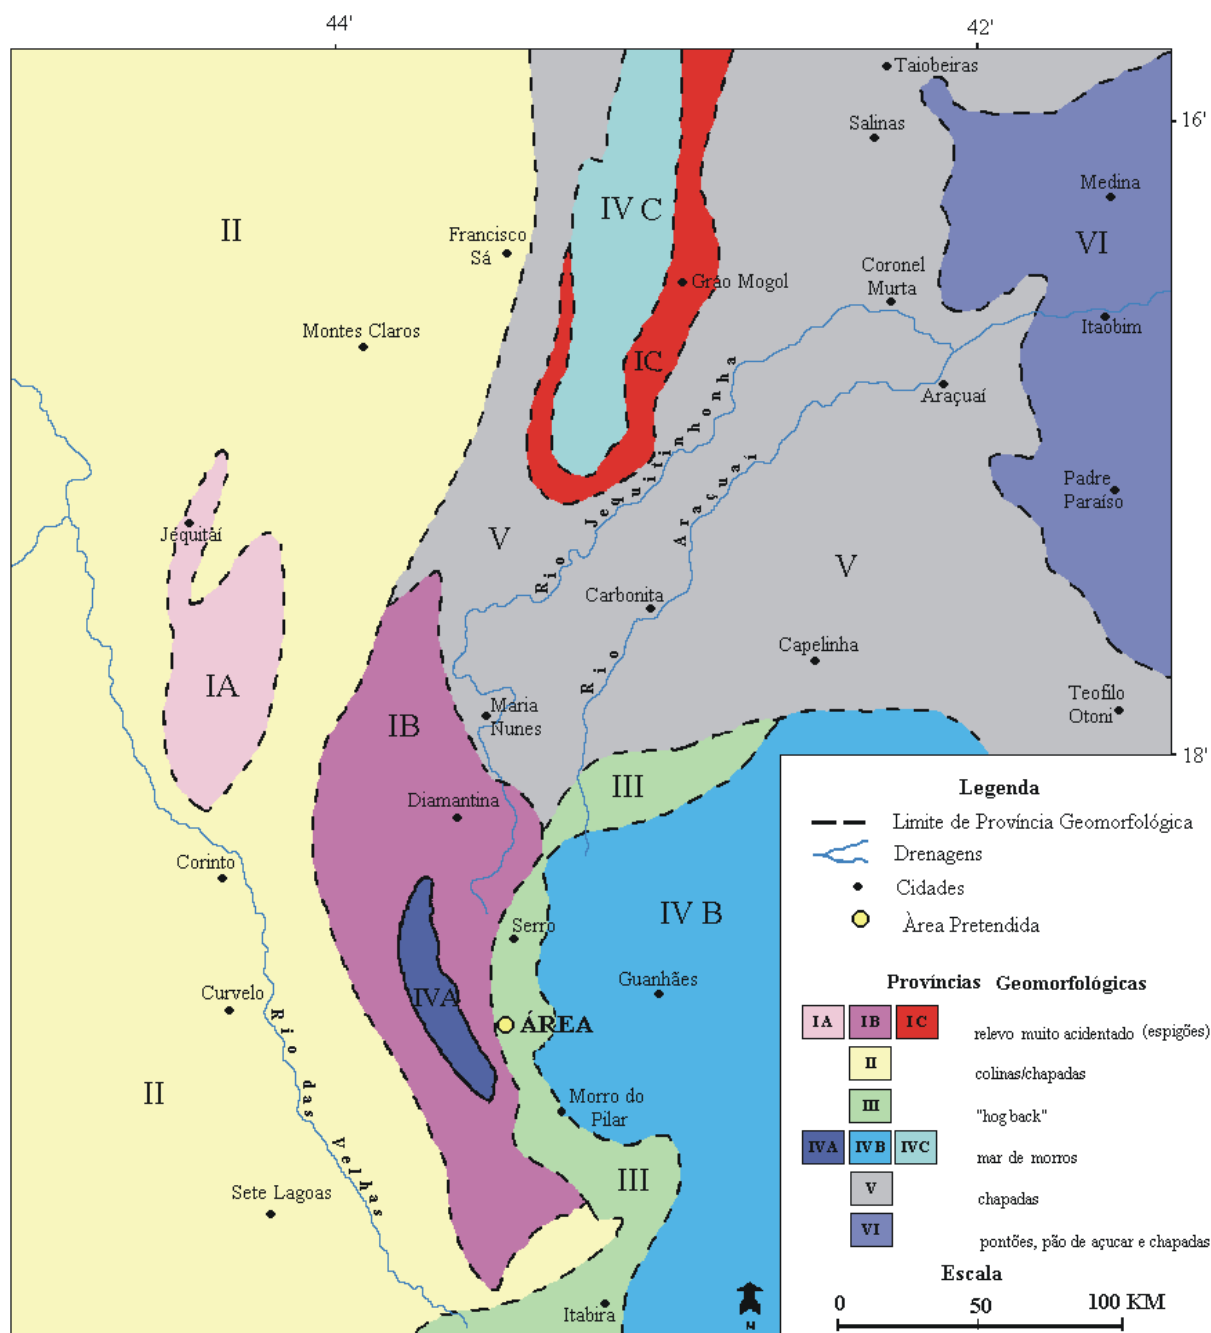 44'
42'
Taiobeiras
16'
Salinas
Medina
IV C
II
Francisco
Sá
VI
Coronel
Murta
Grão Mogol
Itaobim
Montes Claros
IC
Araçuaí
Rio Jequitinhonha
Padre
Paraíso
Jequitaí
V
Rio Araçuaí
V
Carbonita
Capelinha
IA
Teofilo
Otoni
Maria
Nunes
IB
18'
III
Diamantina
Corinto
IV B
Serro
Guanhães
Curvelo
IVA
ÁREA
Rio das Velhas
II
Morro do
Pilar
III
Sete Lagoas
Itabira
N
Legenda
Limite de Província Geomorfológica
Drenagens
Cidades
Àrea Pretendida
Províncias Geomorfológicas
IA IB IC relevo muito acidentado (espigões)
II colinas/chapadas
III "hog back"
IVA IVB IVC mar de morros
V chapadas
VI pontões, pão de açucar e chapadas
Escala
0 50 100 KM